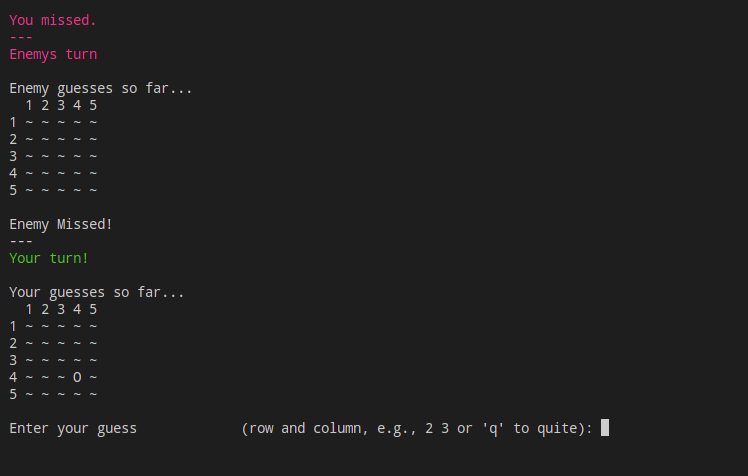 You missed.
---
Enemys turn
Enemy guesses so far...
1 2 3 4 5
1 ~ ~ ~ ~ ~
2 ~ ~ ~ ~ ~
3 ~ ~ ~ ~ ~
4 ~ ~ ~ ~ ~
5 ~ ~ ~ ~ ~
Enemy Missed!
---
Your turn!
Your guesses so far...
1 2 3 4 5
1 ~ ~ ~ ~ ~
2 ~ ~ ~ ~ ~
3 ~ ~ ~ ~ ~
4 ~ ~ ~ O ~
5 ~ ~ ~ ~ ~
Enter your guess (row and column, e.g., 2 3 or 'q' to quite):